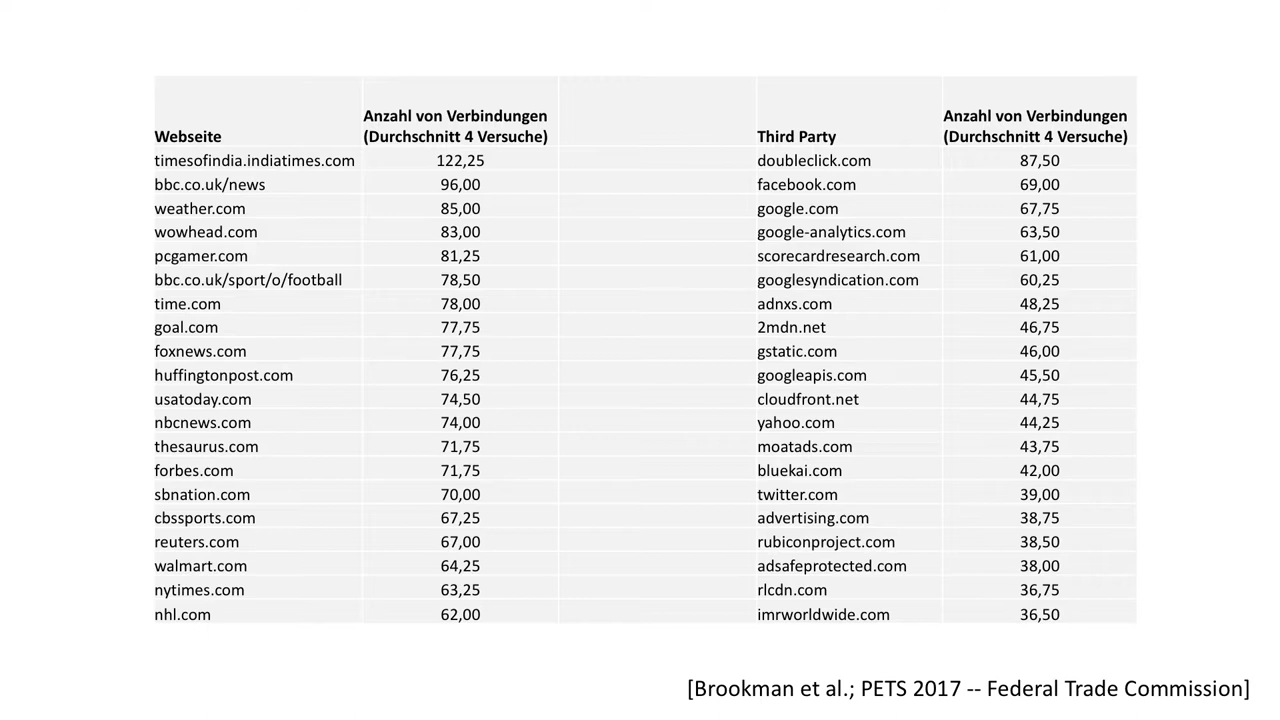 Webseite Anzahl von Verbindungen (Durchschnitt 4 Versuche) Third Party Anzahl von Verbindungen (Durchschnitt 4 Versuche)
timesofindia.indiatimes.com 122,25 doubleclick.com 87,50
bbc.co.uk/news 96,00 facebook.com 69,00
weather.com 85,00 google.com 67,75
wowhead.com 83,00 google-analytics.com 63,50
pcgamer.com 81,25 scorecardresearch.com 61,00
bbc.co.uk/sport/o/football 78,50 googlesyndication.com 60,25
time.com 78,00 adnxs.com 48,25
goal.com 77,75 2mdn.net 46,75
foxnews.com 77,75 gstatic.com 46,00
huffingtonpost.com 76,25 googleapis.com 45,50
usatoday.com 74,50 cloudfront.net 44,75
nbcnews.com 74,00 yahoo.com 44,25
thesaurus.com 71,75 moatads.com 43,75
forbes.com 71,75 bluekai.com 42,00
sbnation.com 70,00 twitter.com 39,00
cbssports.com 67,25 advertising.com 38,75
reuters.com 67,00 rubiconproject.com 38,50
walmart.com 64,25 adsafeprotected.com 38,00
nytimes.com 63,25 rlcdn.com 36,75
nhl.com 62,00 imrworldwide.com 36,50
[Brookman et al.; PETS 2017 -- Federal Trade Commission]